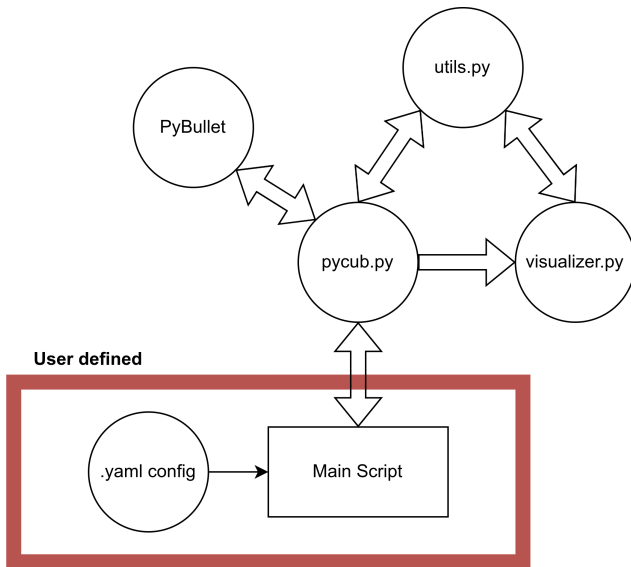 utils.py
PyBullet
pycub.py
visualizer.py
User defined
.yaml config
Main Script